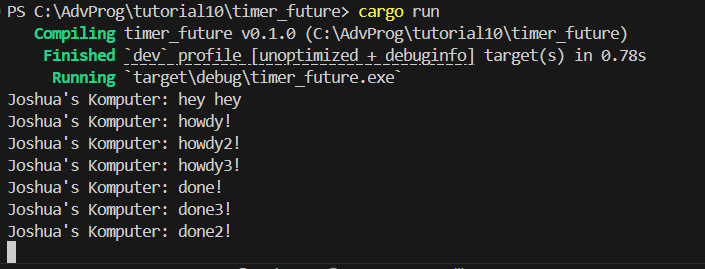 PS C:\AdvProg\tutorial10\timer_future> cargo run
   Compiling timer_future v0.1.0 (C:\AdvProg\tutorial10\timer_future)
    Finished `dev` profile [unoptimized + debuginfo] target(s) in 0.78s
     Running `target\debug\timer_future.exe`
Joshua's Komputer: hey hey
Joshua's Komputer: howdy!
Joshua's Komputer: howdy2!
Joshua's Komputer: howdy3!
Joshua's Komputer: done!
Joshua's Komputer: done3!
Joshua's Komputer: done2!